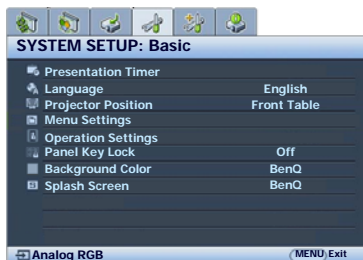 SYSTEM SETUP: Basic
Presentation Timer
Language English
Projector Position Front Table
Menu Settings
Operation Settings
Panel Key Lock Off
Background Color BenQ
Splash Screen BenQ
Analog RGB MENU Exit